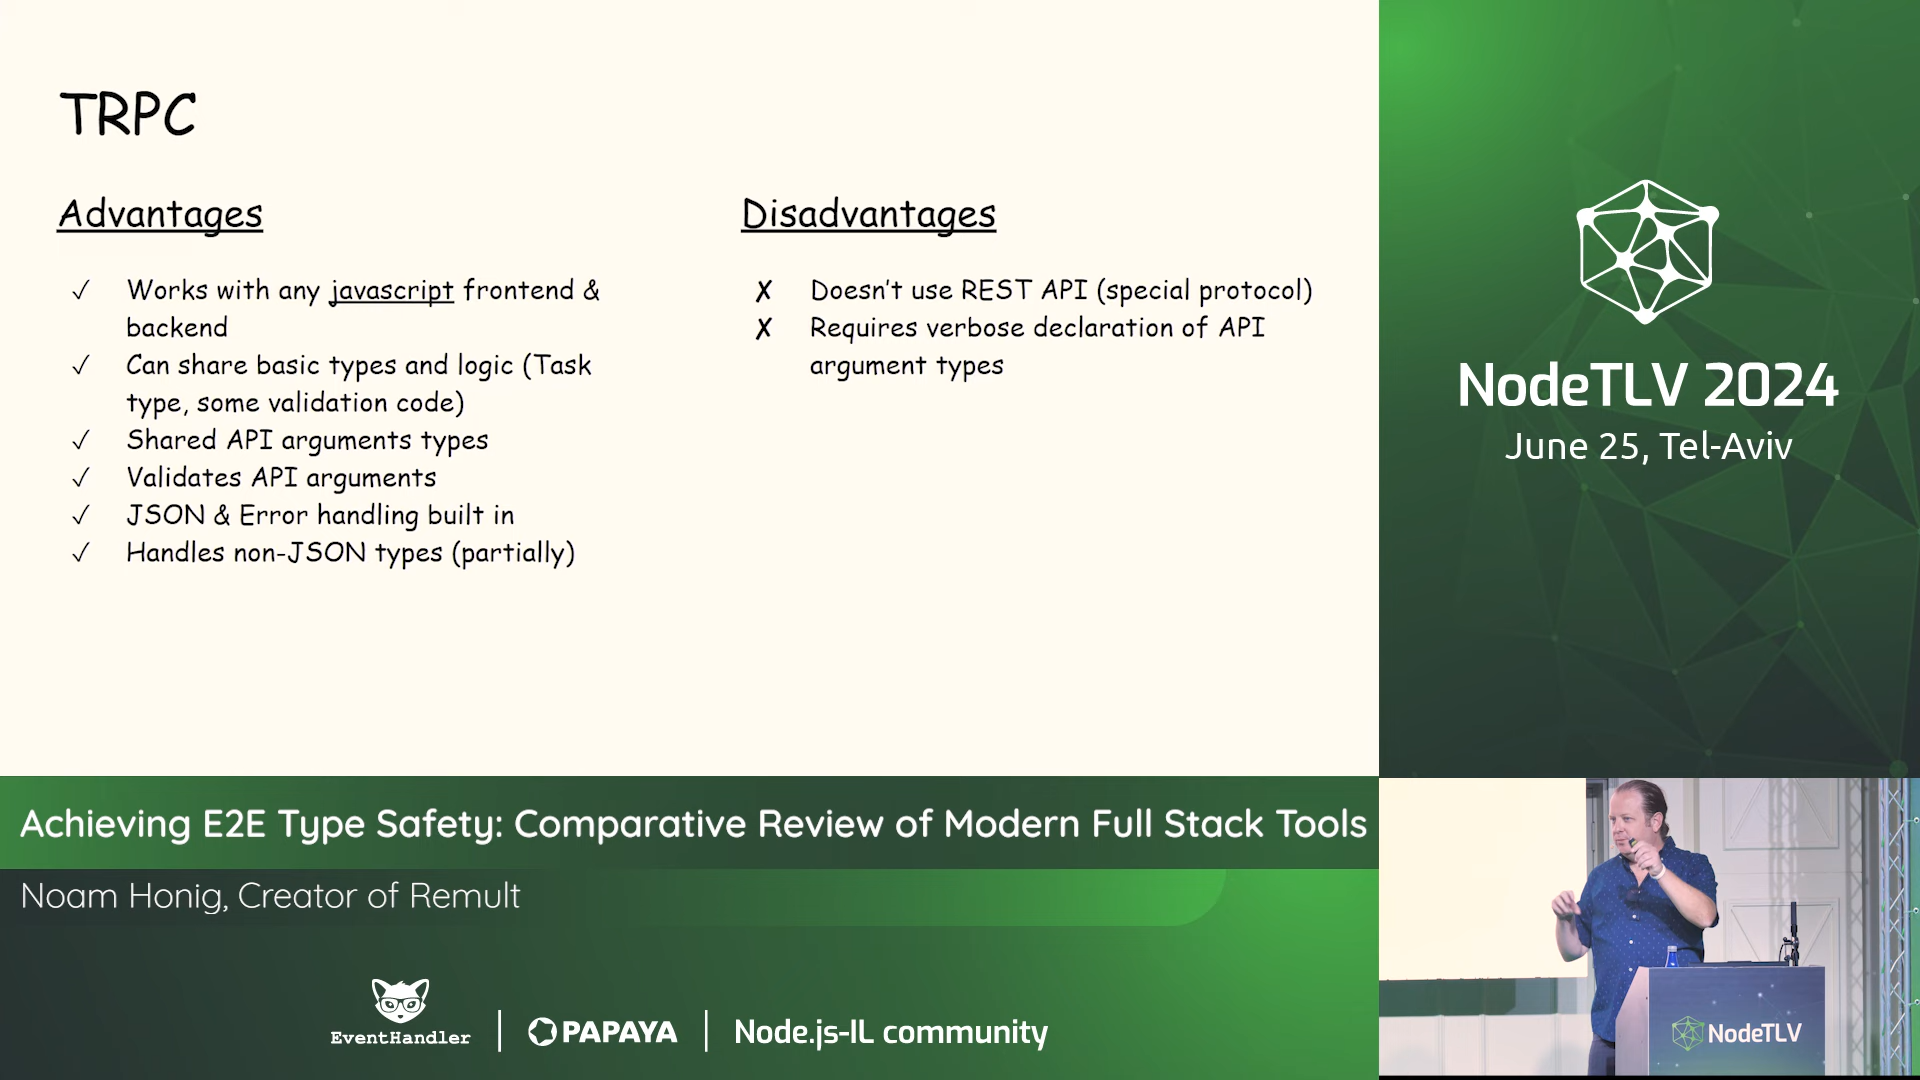 TRPC
Advantages
✓ Works with any javascript frontend &
backend
✓ Can share basic types and logic (Task
type, some validation code)
✓ Shared API arguments types
✓ Validates API arguments
✓ JSON & Error handling built in
✓ Handles non-JSON types (partially)
Disadvantages
✗ Doesn't use REST API (special protocol)
✗ Requires verbose declaration of API
argument types
NodeTLV 2024
June 25, Tel-Aviv
Achieving E2E Type Safety: Comparative Review of Modern Full Stack Tools
Noam Honig, Creator of Remult
EventHandler
PAPAYA
Node.js-IL community
NodeTLV